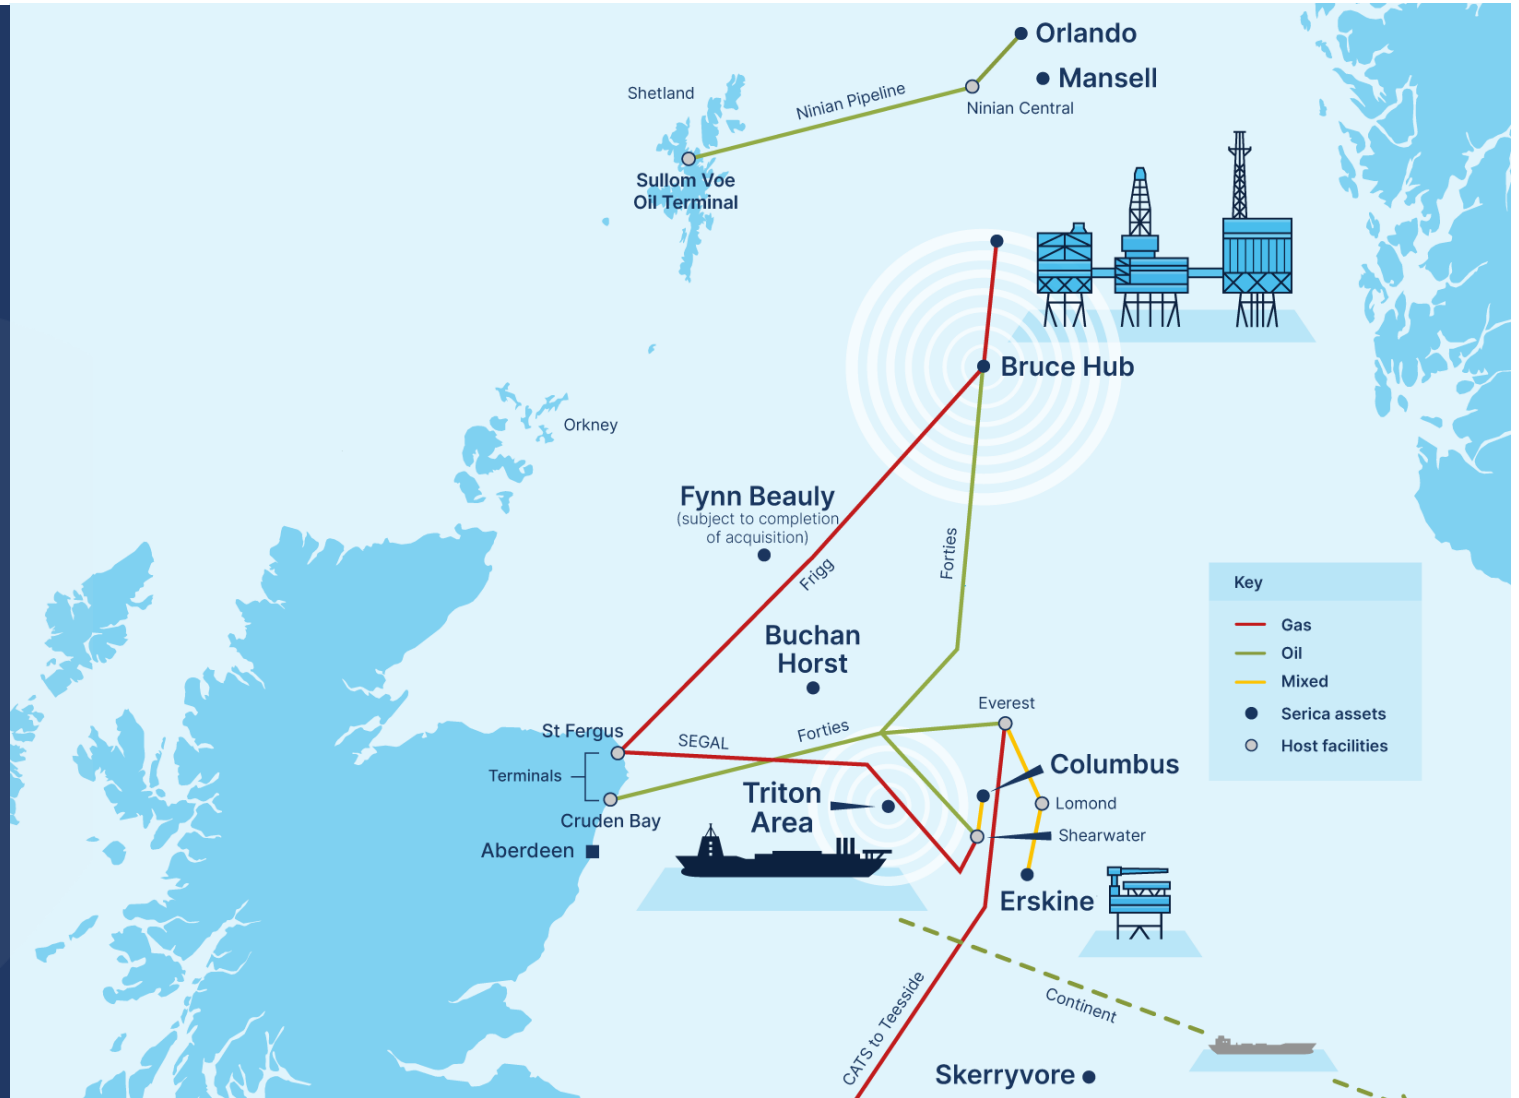 Orlando
Mansell
Shetland
Ninian Pipeline
Ninian Central
Sullom Voe
Oil Terminal
Bruce Hub
Orkney
Fynn Beauly
(subject to completion
of acquisition)
Frigg
Forties
Key
Gas
Oil
Mixed
Serica assets
Host facilities
Buchan
Horst
Everest
St Fergus
SEGAL
Forties
Columbus
Terminals
Triton
Area
Lomond
Cruden Bay
Shearwater
Aberdeen
Erskine
Continent
CATS to Teesside
Skerryvore